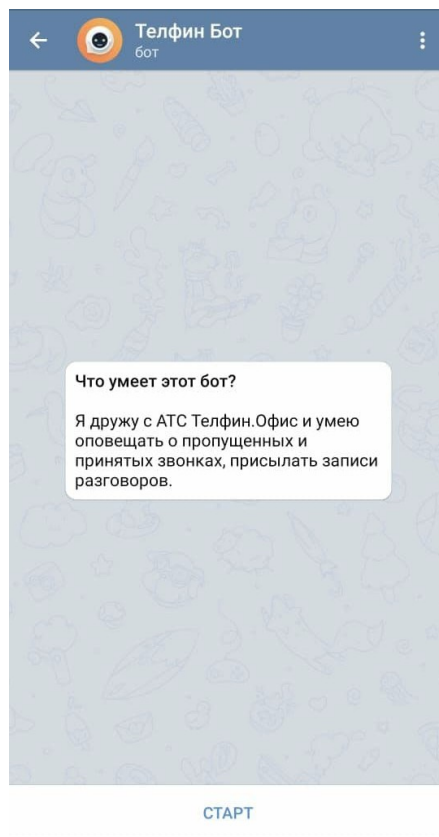 Телфин Бот
бот
Что умеет этот бот?
Я дружу с АТС Телфин.Офис и умею
оповещать о пропущенных и
принятых звонках, присылать записи
разговоров.
СТАРТ